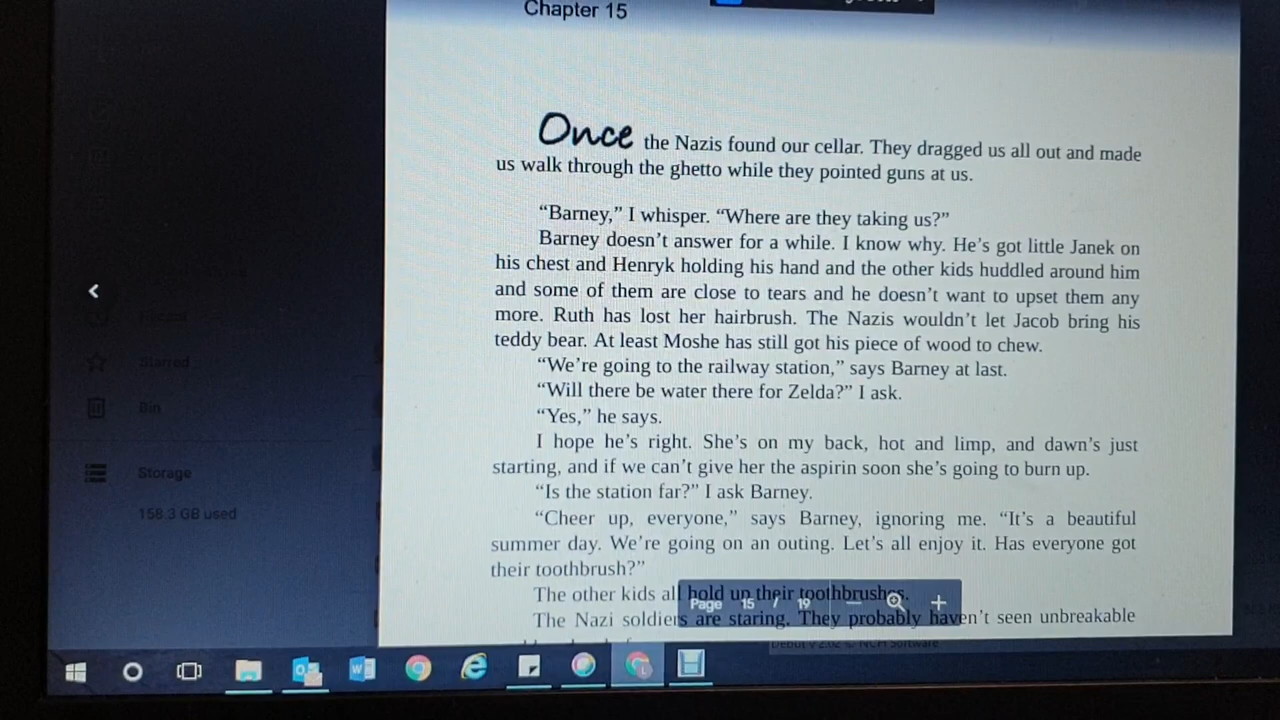 Chapter 15
Once the Nazis found our cellar. They dragged us all out and made
us walk through the ghetto while they pointed guns at us.
“Barney,” I whisper. “Where are they taking us?”
Barney doesn’t answer for a while. I know why. He’s got little Janek on
his chest and Henryk holding his hand and the other kids huddled around him
and some of them are close to tears and he doesn’t want to upset them any
more. Ruth has lost her hairbrush. The Nazis wouldn’t let Jacob bring his
teddy bear. At least Moshe has still got his piece of wood to chew.
“We’re going to the railway station,” says Barney at last.
“Will there be water there for Zelda?” I ask.
“Yes,” he says.
I hope he’s right. She’s on my back, hot and limp, and dawn’s just
starting, and if we can’t give her the aspirin soon she’s going to burn up.
“Is the station far?” I ask Barney.
“Cheer up, everyone,” says Barney, ignoring me. “It’s a beautiful
summer day. We’re going on an outing. Let’s all enjoy it. Has everyone got
their toothbrush?”
The other kids all hold up their toothbrushes.
Page 15 / 19
The Nazi soldiers are staring. They probably haven’t seen unbreakable
Starred
Bin
Storage
158.3 GB used